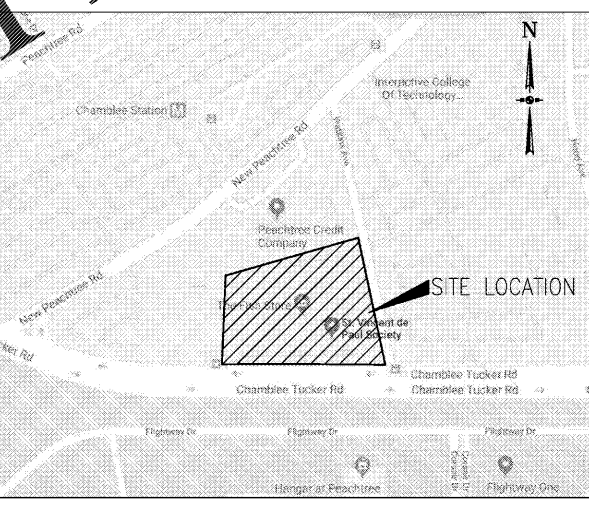 N
Peachtree Rd
Interactive College
Of Technology...
Chamblee Station
New Peachtree Rd
Peachtree Credit
Company
SITE LOCATION
New Peachtree Rd
St. Vincent de
Paul Society
ker Rd
Chamblee Tucker Rd
Chamblee Tucker Rd
Chamblee Tucker Rd
Flightway Dr
Flightway Dr
Flightway Dr
Hangar at Peachtree
Flightway One